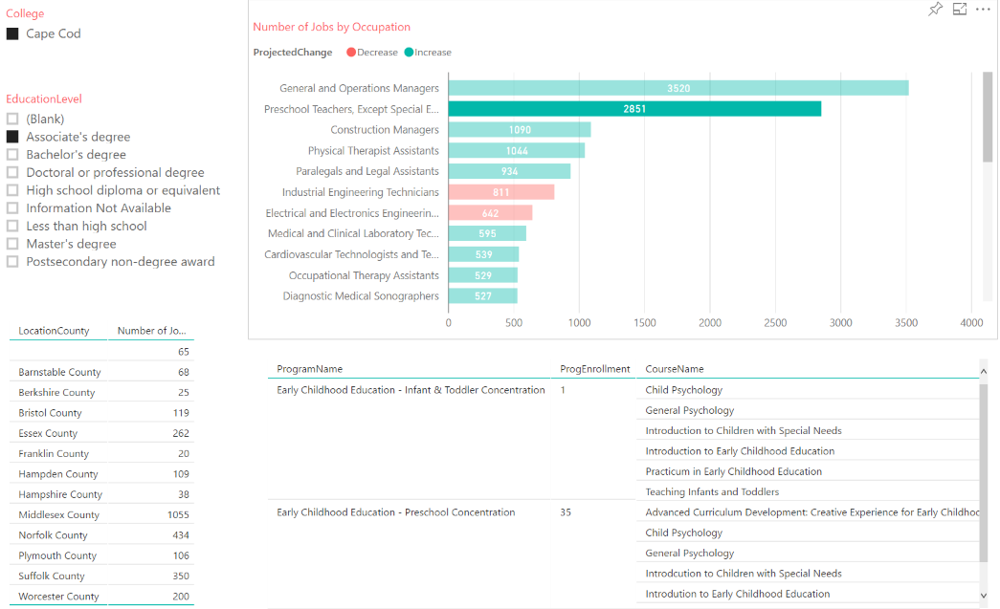 College
Cape Cod
EducationLevel
(Blank)
Associate's degree
Bachelor's degree
Doctoral or professional degree
High school diploma or equivalent
Information Not Available
Less than high school
Master's degree
Postsecondary non-degree award
Number of Jobs by Occupation
ProjectedChange Decrease Increase
General and Operations Managers 3520
Preschool Teachers, Except Special E... 2851
Construction Managers 1090
Physical Therapist Assistants 1044
Paralegals and Legal Assistants 934
Industrial Engineering Technicians 811
Electrical and Electronics Engineerin... 642
Medical and Clinical Laboratory Tec... 595
Cardiovascular Technologists and Te... 539
Occupational Therapy Assistants 529
Diagnostic Medical Sonographers 527
0 500 1000 1500 2000 2500 3000 3500 4000
LocationCounty Number of Jo...
65
Barnstable County 68
Berkshire County 25
Bristol County 119
Essex County 262
Franklin County 20
Hampden County 109
Hampshire County 38
Middlesex County 1055
Norfolk County 434
Plymouth County 106
Suffolk County 350
Worcester County 200
ProgramName ProgEnrollment CourseName
Early Childhood Education - Infant & Toddler Concentration 1 Child Psychology
General Psychology
Introduction to Children with Special Needs
Introduction to Early Childhood Education
Practicum in Early Childhood Education
Teaching Infants and Toddlers
Early Childhood Education - Preschool Concentration 35 Advanced Curriculum Development: Creative Experience for Early Childhoo
Child Psychology
General Psychology
Introdcution to Children with Special Needs
Introdution to Early Childhood Education